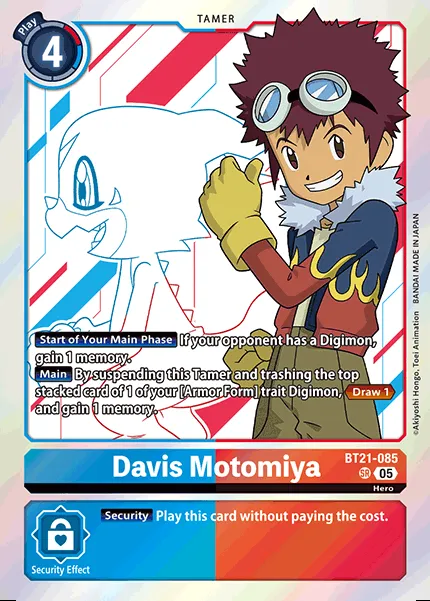 TAMER
Play
4
Start of Your Main Phase If your opponent has a Digimon,
gain 1 memory.
Main By suspending this Tamer and trashing the top
stacked card of 1 of your [Armor Form] trait Digimon, Draw 1
and gain 1 memory.
©Akiyoshi Hongo, Toei Animation BANDAI MADE IN JAPAN
Davis Motomiya
BT21-085
SR 05
Hero
Security Play this card without paying the cost.
Security Effect